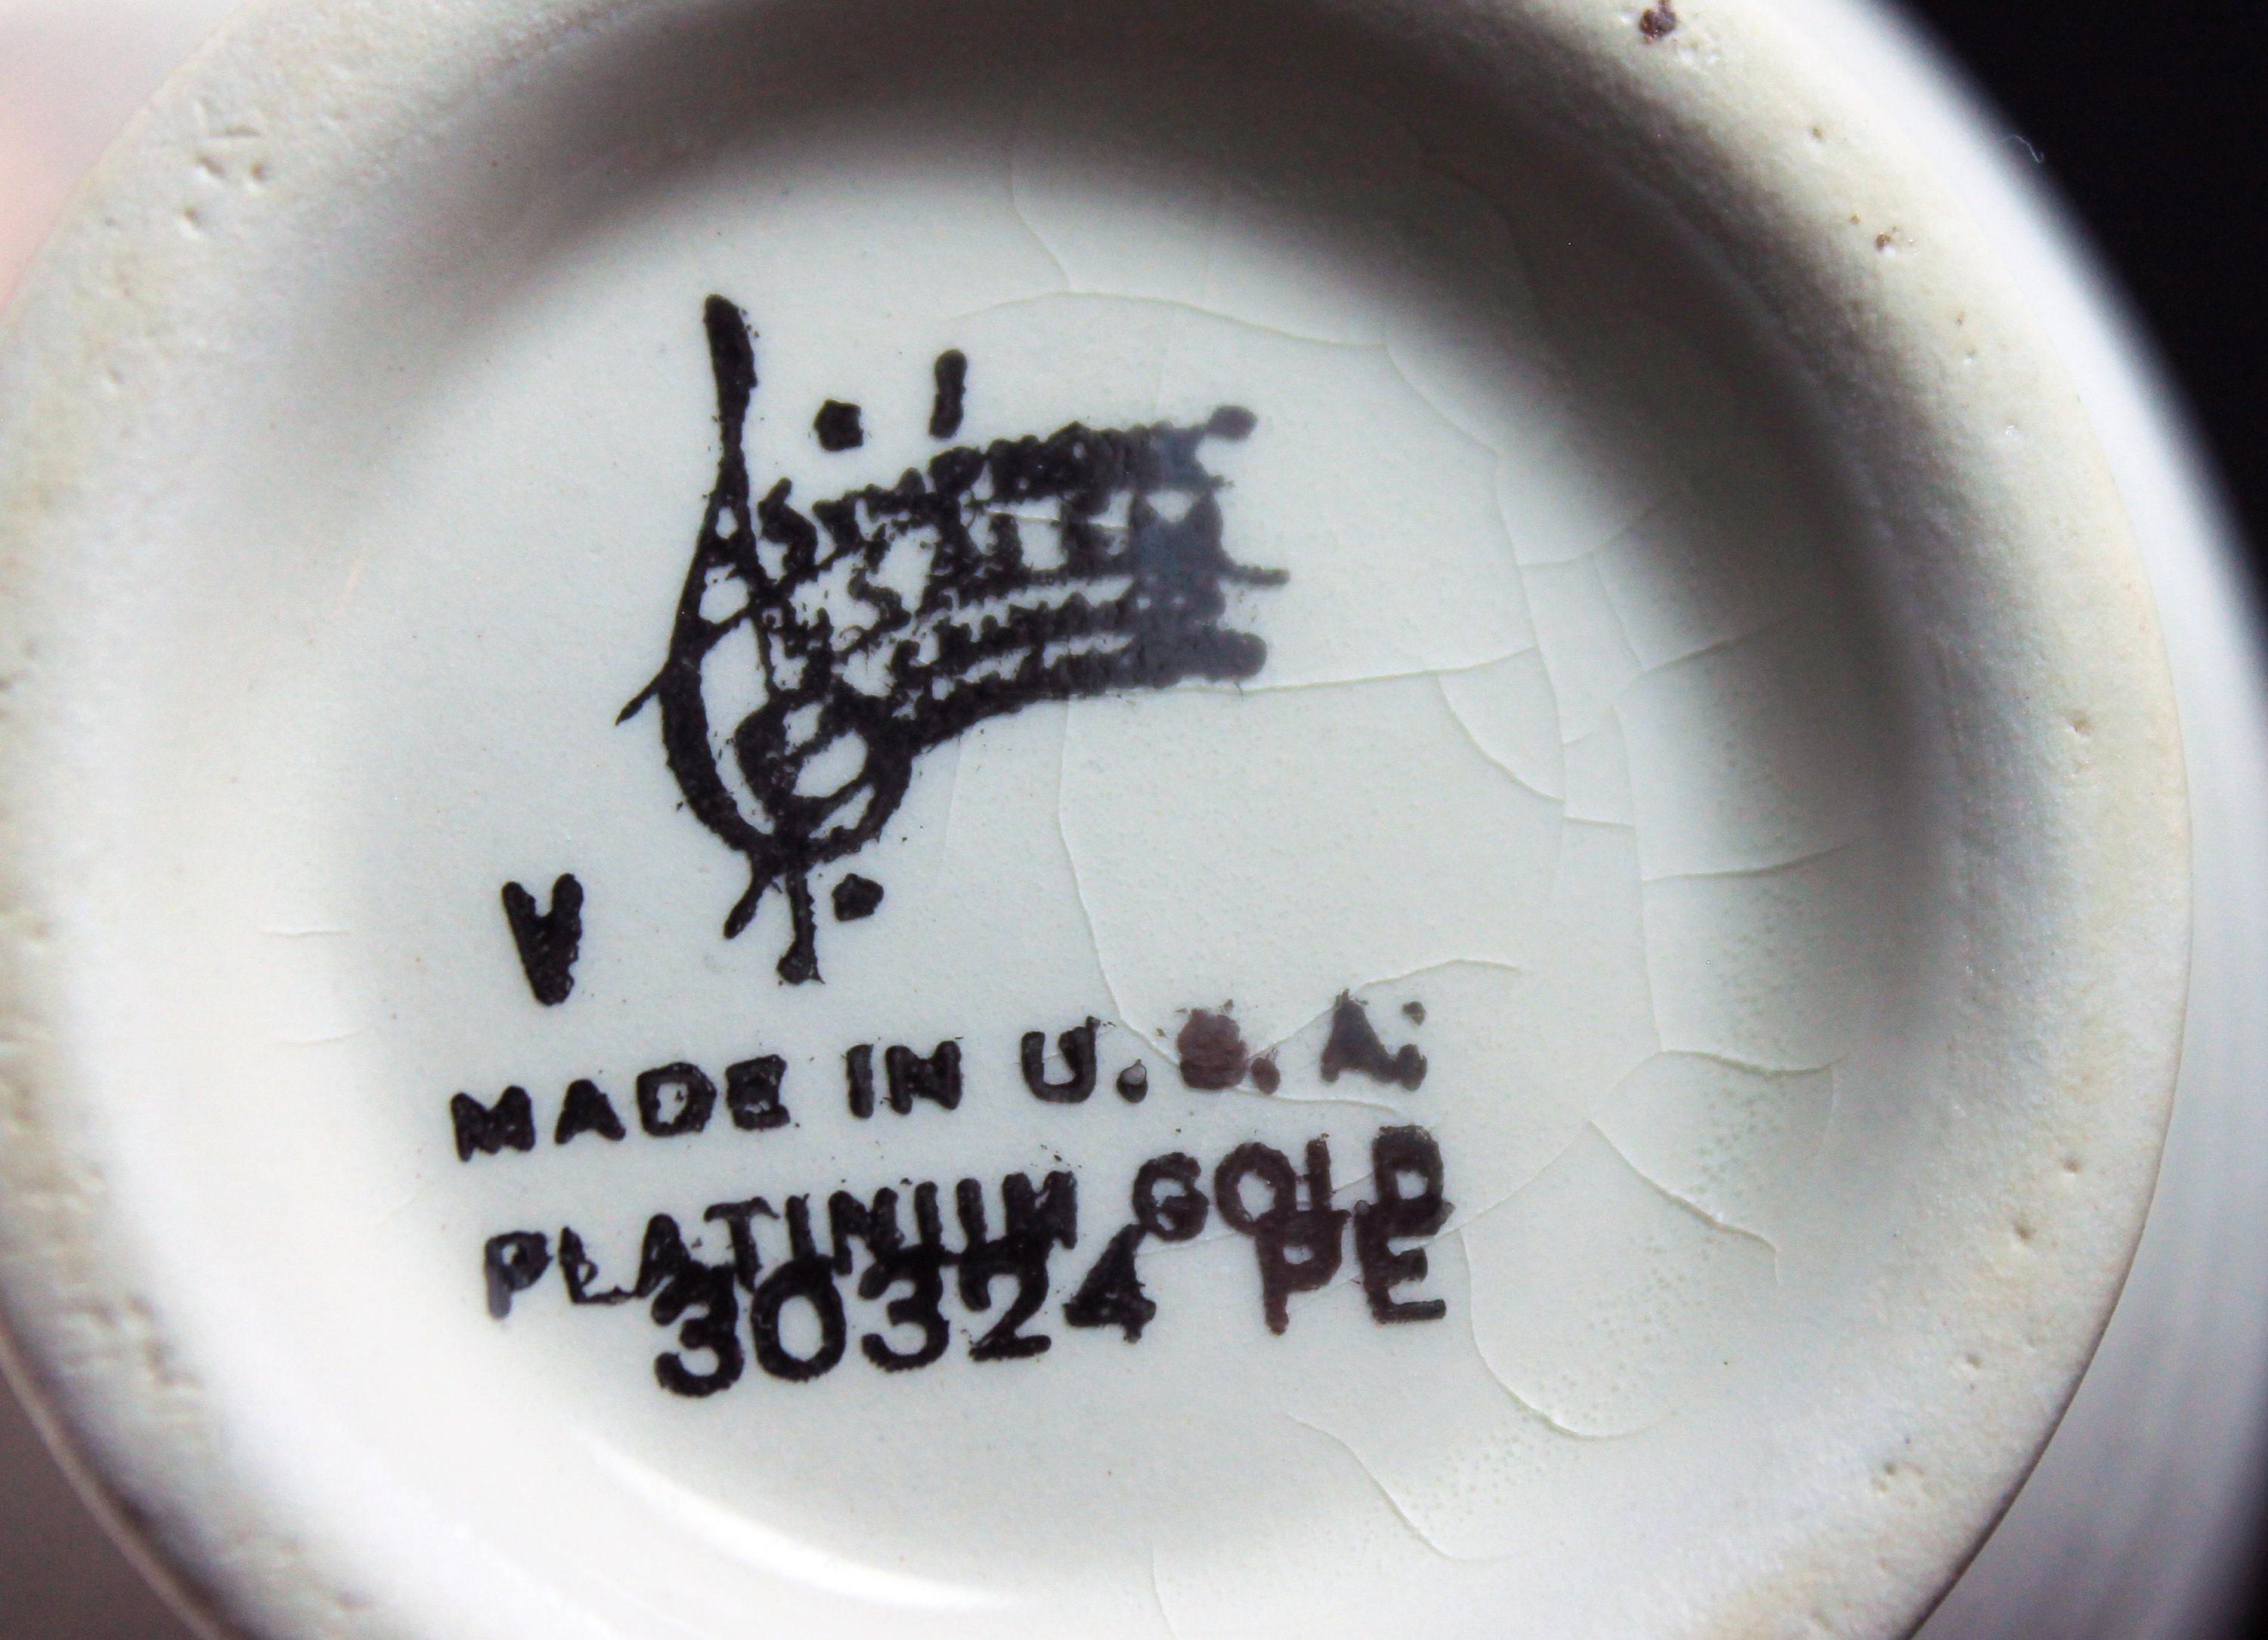 V
MADE IN U.S.A.
PLATINUM GOLD
30324 PE